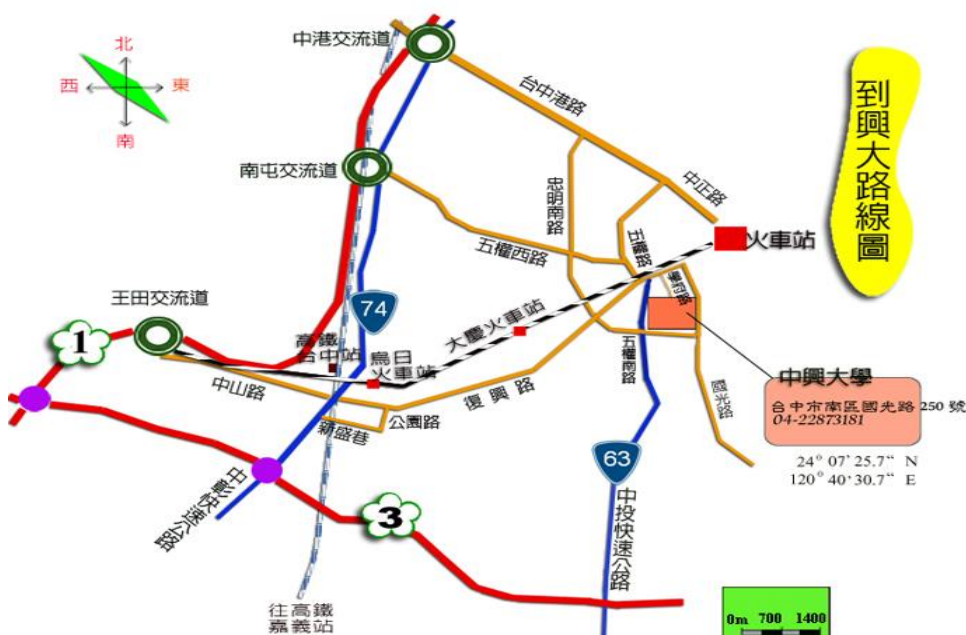 中港交流道
北
西
東
南
台中港路
到興大路線圖
南屯交流道
忠明南路
中正路
五權路
火車站
五權西路
學府路
王田交流道
74
1
高鐵
台中站
烏日
火車站
大慶火車站
五權南路
中山路
復興路
國光路
中興大學
公園路
新盛巷
台中市南區國光路 250 號
04-22873181
24° 07' 25.7" N
120° 40' 30.7" E
63
中彰快速公路
3
中投快速公路
往高鐵
嘉義站
0m 700 1400